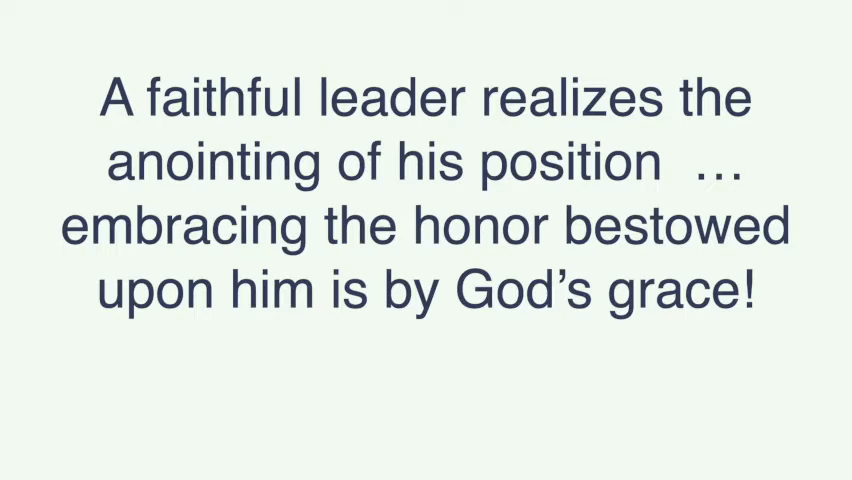 A faithful leader realizes the
anointing of his position  …
embracing the honor bestowed
upon him is by God’s grace!